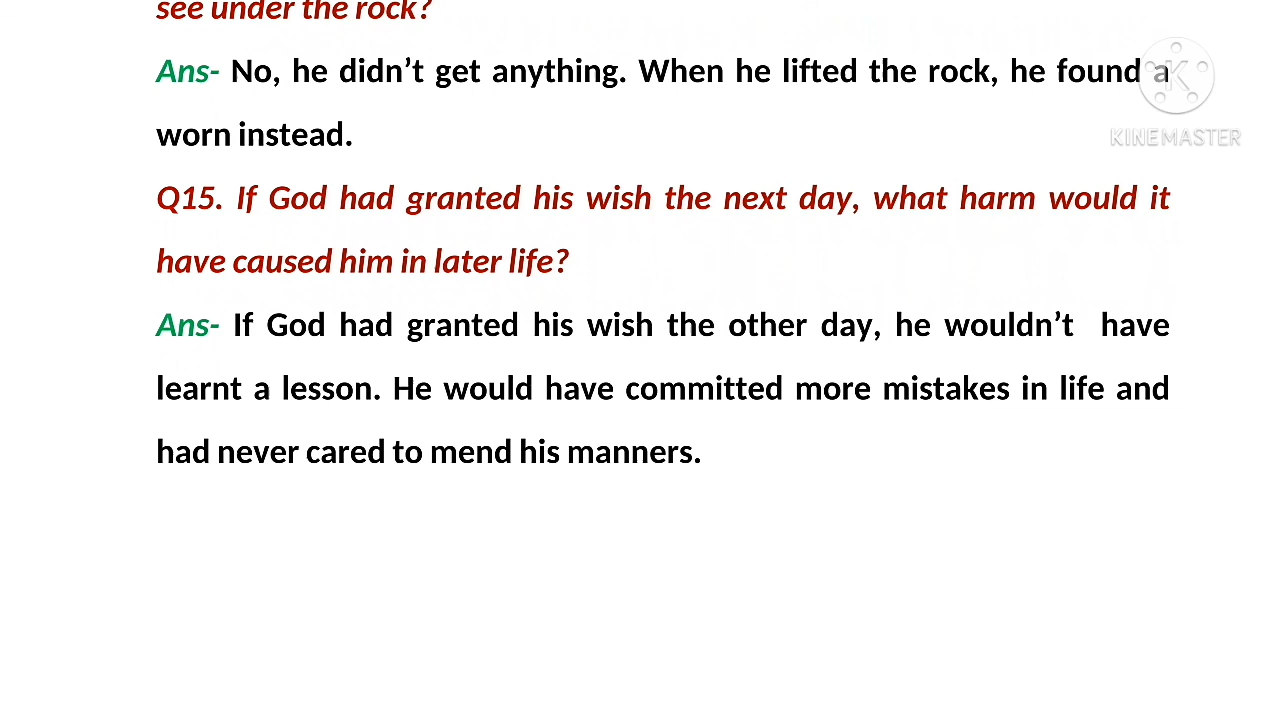 see under the rock?
Ans- No, he didn't get anything. When he lifted the rock, he found a
KINEMASTER
worn instead.
Q15. If God had granted his wish the next day, what harm would it
have caused him in later life?
Ans- If God had granted his wish the other day, he wouldn't have
learnt a lesson. He would have committed more mistakes in life and
had never cared to mend his manners.